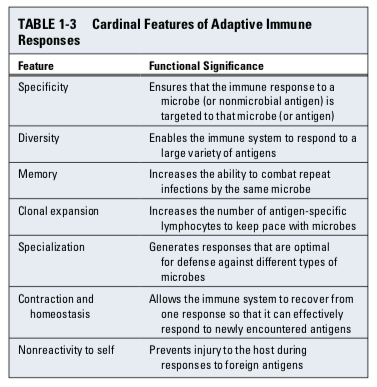 TABLE 1-3 Cardinal Features of Adaptive Immune
Responses
Feature Functional Significance
Specificity Ensures that the immune response to a
microbe (or nonmicrobial antigen) is
targeted to that microbe (or antigen)
Diversity Enables the immune system to respond to a
large variety of antigens
Memory Increases the ability to combat repeat
infections by the same microbe
Clonal expansion Increases the number of antigen-specific
lymphocytes to keep pace with microbes
Specialization Generates responses that are optimal
for defense against different types of
microbes
Contraction and Allows the immune system to recover from
homeostasis one response so that it can effectively
respond to newly encountered antigens
Nonreactivity to self Prevents injury to the host during
responses to foreign antigens